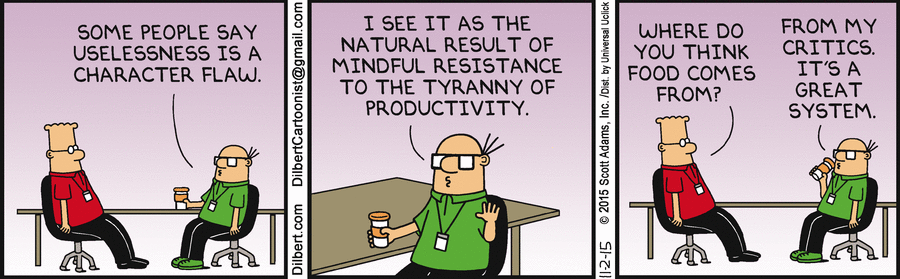 SOME PEOPLE SAY
USELESSNESS IS A
CHARACTER FLAW.
Dilbert.com DilbertCartoonist@gmail.com
I SEE IT AS THE
NATURAL RESULT OF
MINDFUL RESISTANCE
TO THE TYRANNY OF
PRODUCTIVITY.
11-2-15 © 2015 Scott Adams, Inc. /Dist. by Universal Uclick
WHERE DO
YOU THINK
FOOD COMES
FROM?
FROM MY
CRITICS.
IT'S A
GREAT
SYSTEM.